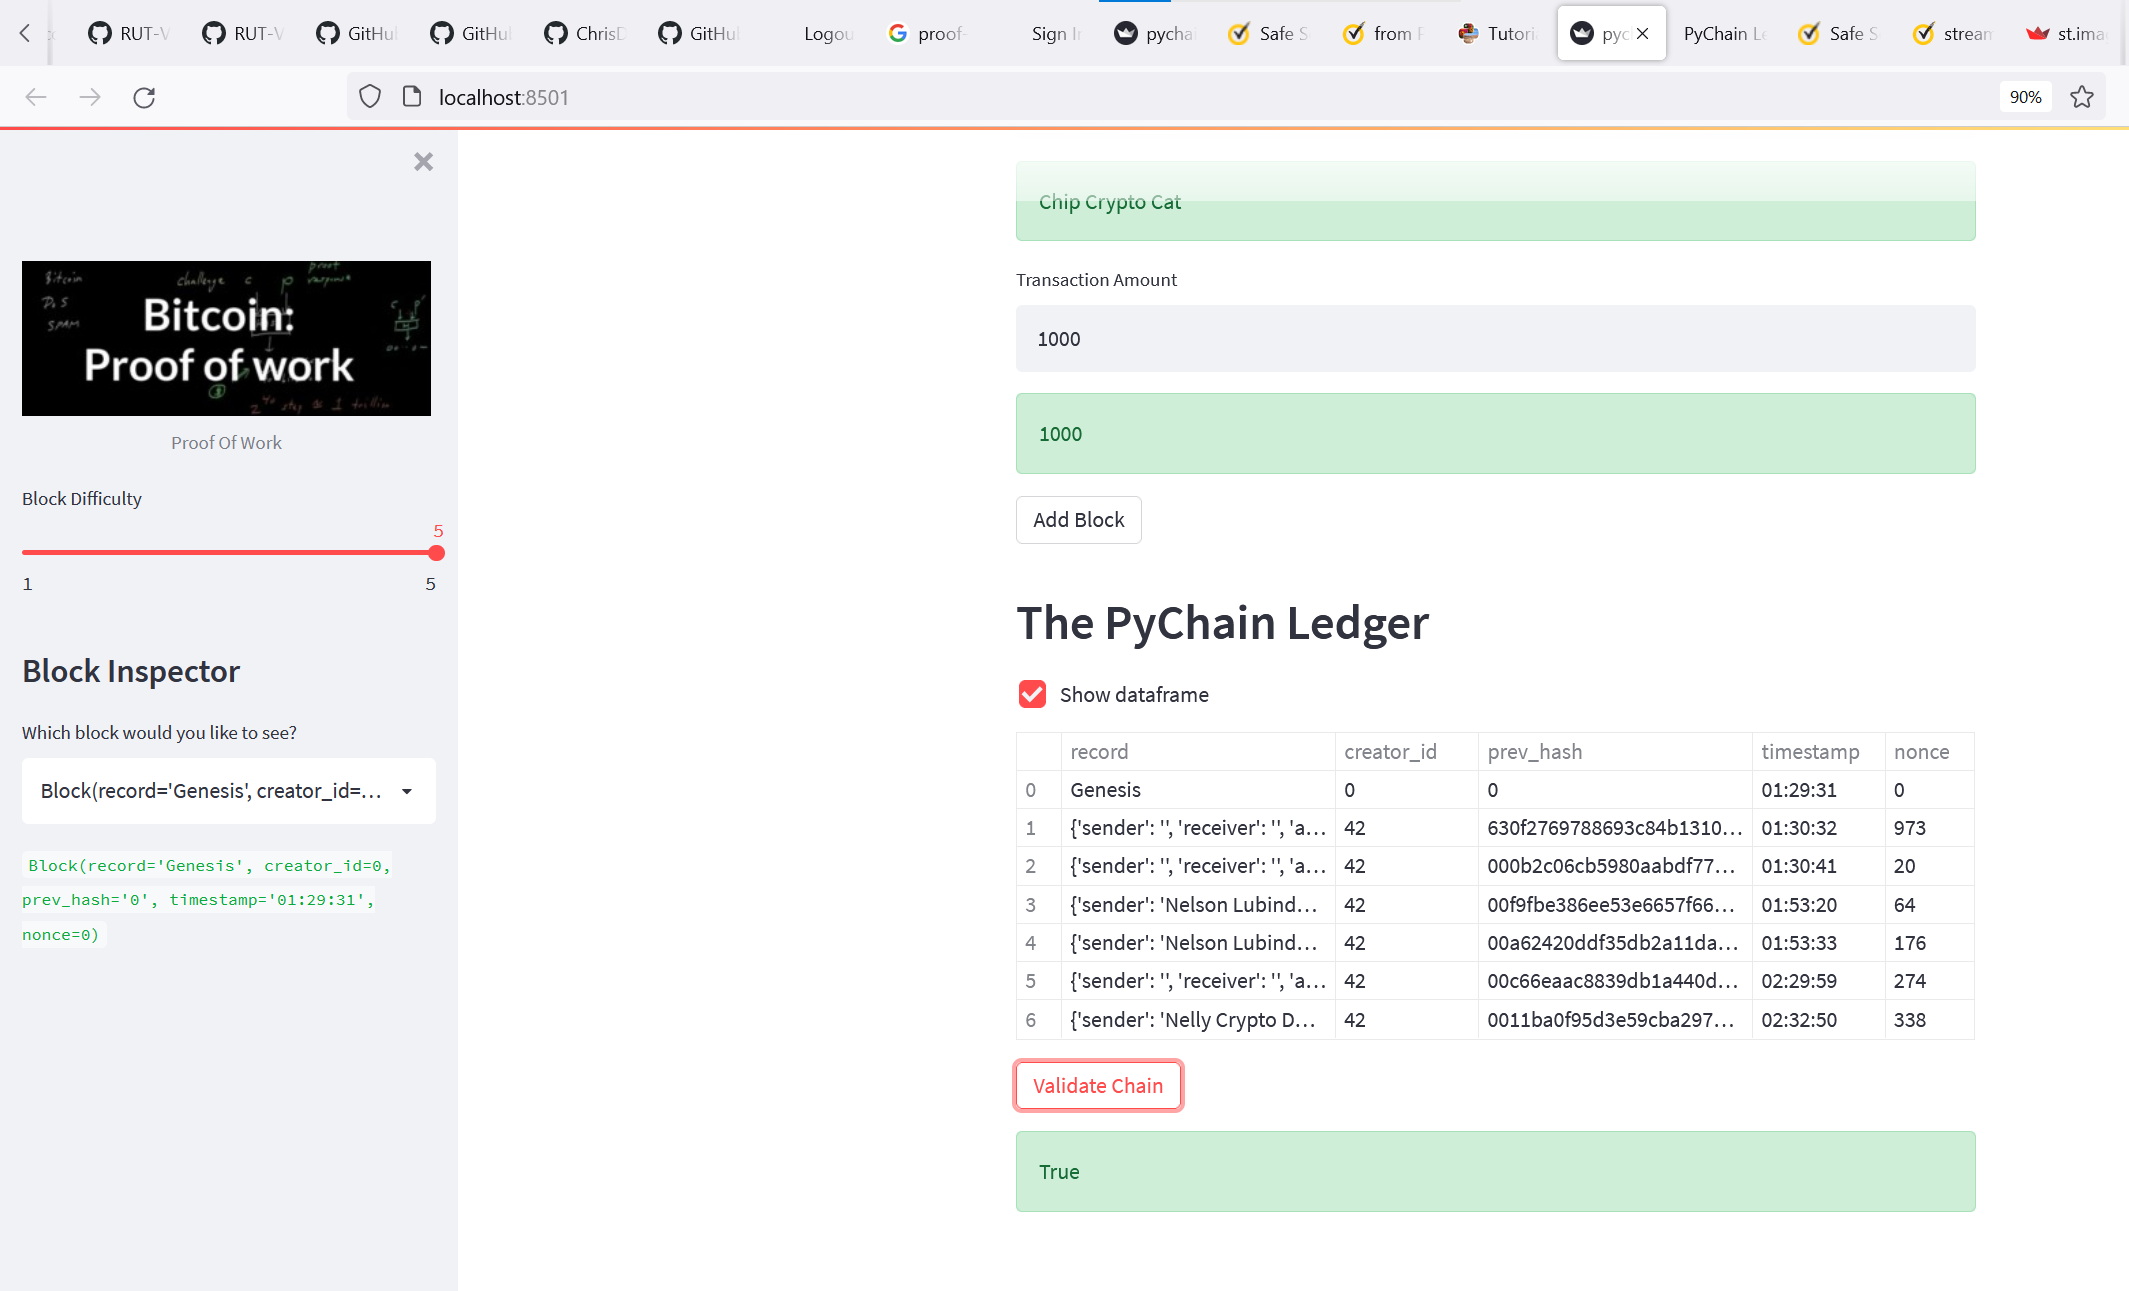 RUT-V
RUT-V
GitHu
GitHu
ChrisD
GitHu
Logou
proof-
Sign I
pycha
Safe S
from
Tutori
pyc
PyChain Le
Safe S
stream
st.ima
localhost:8501
90%
Bitcoin
challenge c p proof
response
DoS
SPAM
Bitcoin:
Proof of work
Proof Of Work
Block Difficulty
5
1
5
Block Inspector
Which block would you like to see?
Block(record='Genesis', creator_id=...
Block(record='Genesis', creator_id=0,
prev_hash='0', timestamp='01:29:31',
nonce=0)
Chip Crypto Cat
Transaction Amount
1000
1000
Add Block
The PyChain Ledger
Show dataframe
record creator_id prev_hash timestamp nonce
0 Genesis 0 0 01:29:31 0
1 {'sender': '', 'receiver': '', 'a... 42 630f2769788693c84b1310... 01:30:32 973
2 {'sender': '', 'receiver': '', 'a... 42 000b2c06cb5980aabdf77... 01:30:41 20
3 {'sender': 'Nelson Lubind... 42 00f9fbe386ee53e6657f66... 01:53:20 64
4 {'sender': 'Nelson Lubind... 42 00a62420ddf35db2a11da... 01:53:33 176
5 {'sender': '', 'receiver': '', 'a... 42 00c66eaac8839db1a440d... 02:29:59 274
6 {'sender': 'Nelly Crypto D... 42 0011ba0f95d3e59cba297... 02:32:50 338
Validate Chain
True